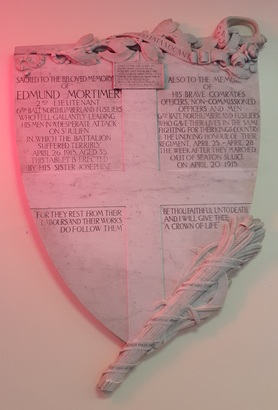 SACRED TO THE BELOVED MEMORY
OF
EDMUND MORTIMER
2ND LIEUTENANT
6TH BATT. NORTHUMBERLAND FUSILIERS
WHO FELL GALLANTLY LEADING
HIS MEN IN A DESPERATE ATTACK
ON ST JULIEN
IN WHICH THE BATTALION
SUFFERED TERRIBLY.
APRIL 26 1915 AGED 35
THIS TABLET IS ERECTED
BY HIS SISTER JOSEPHINE
ALSO TO THE MEMORY
OF
HIS BRAVE COMRADES
OFFICERS, NON-COMMISSIONED
OFFICERS AND MEN
6TH BATT. NORTHUMBERLAND FUSILIERS
WHO GAVE THEIR LIVES IN THE SAME
FIGHTING FOR THEIR KING & COUNTRY
& THE UNDYING HONOUR OF THEIR
REGIMENT. APRIL 25 – APRIL 28
THE WEEK AFTER THEY MARCHED
OUT OF SEATON SLUICE
ON APRIL 20 1915
FOR THEY REST FROM THEIR
LABOURS AND THEIR WORKS
DO FOLLOW THEM
BE THOU FAITHFUL UNTO DEATH
AND I WILL GIVE THEE
A CROWN OF LIFE